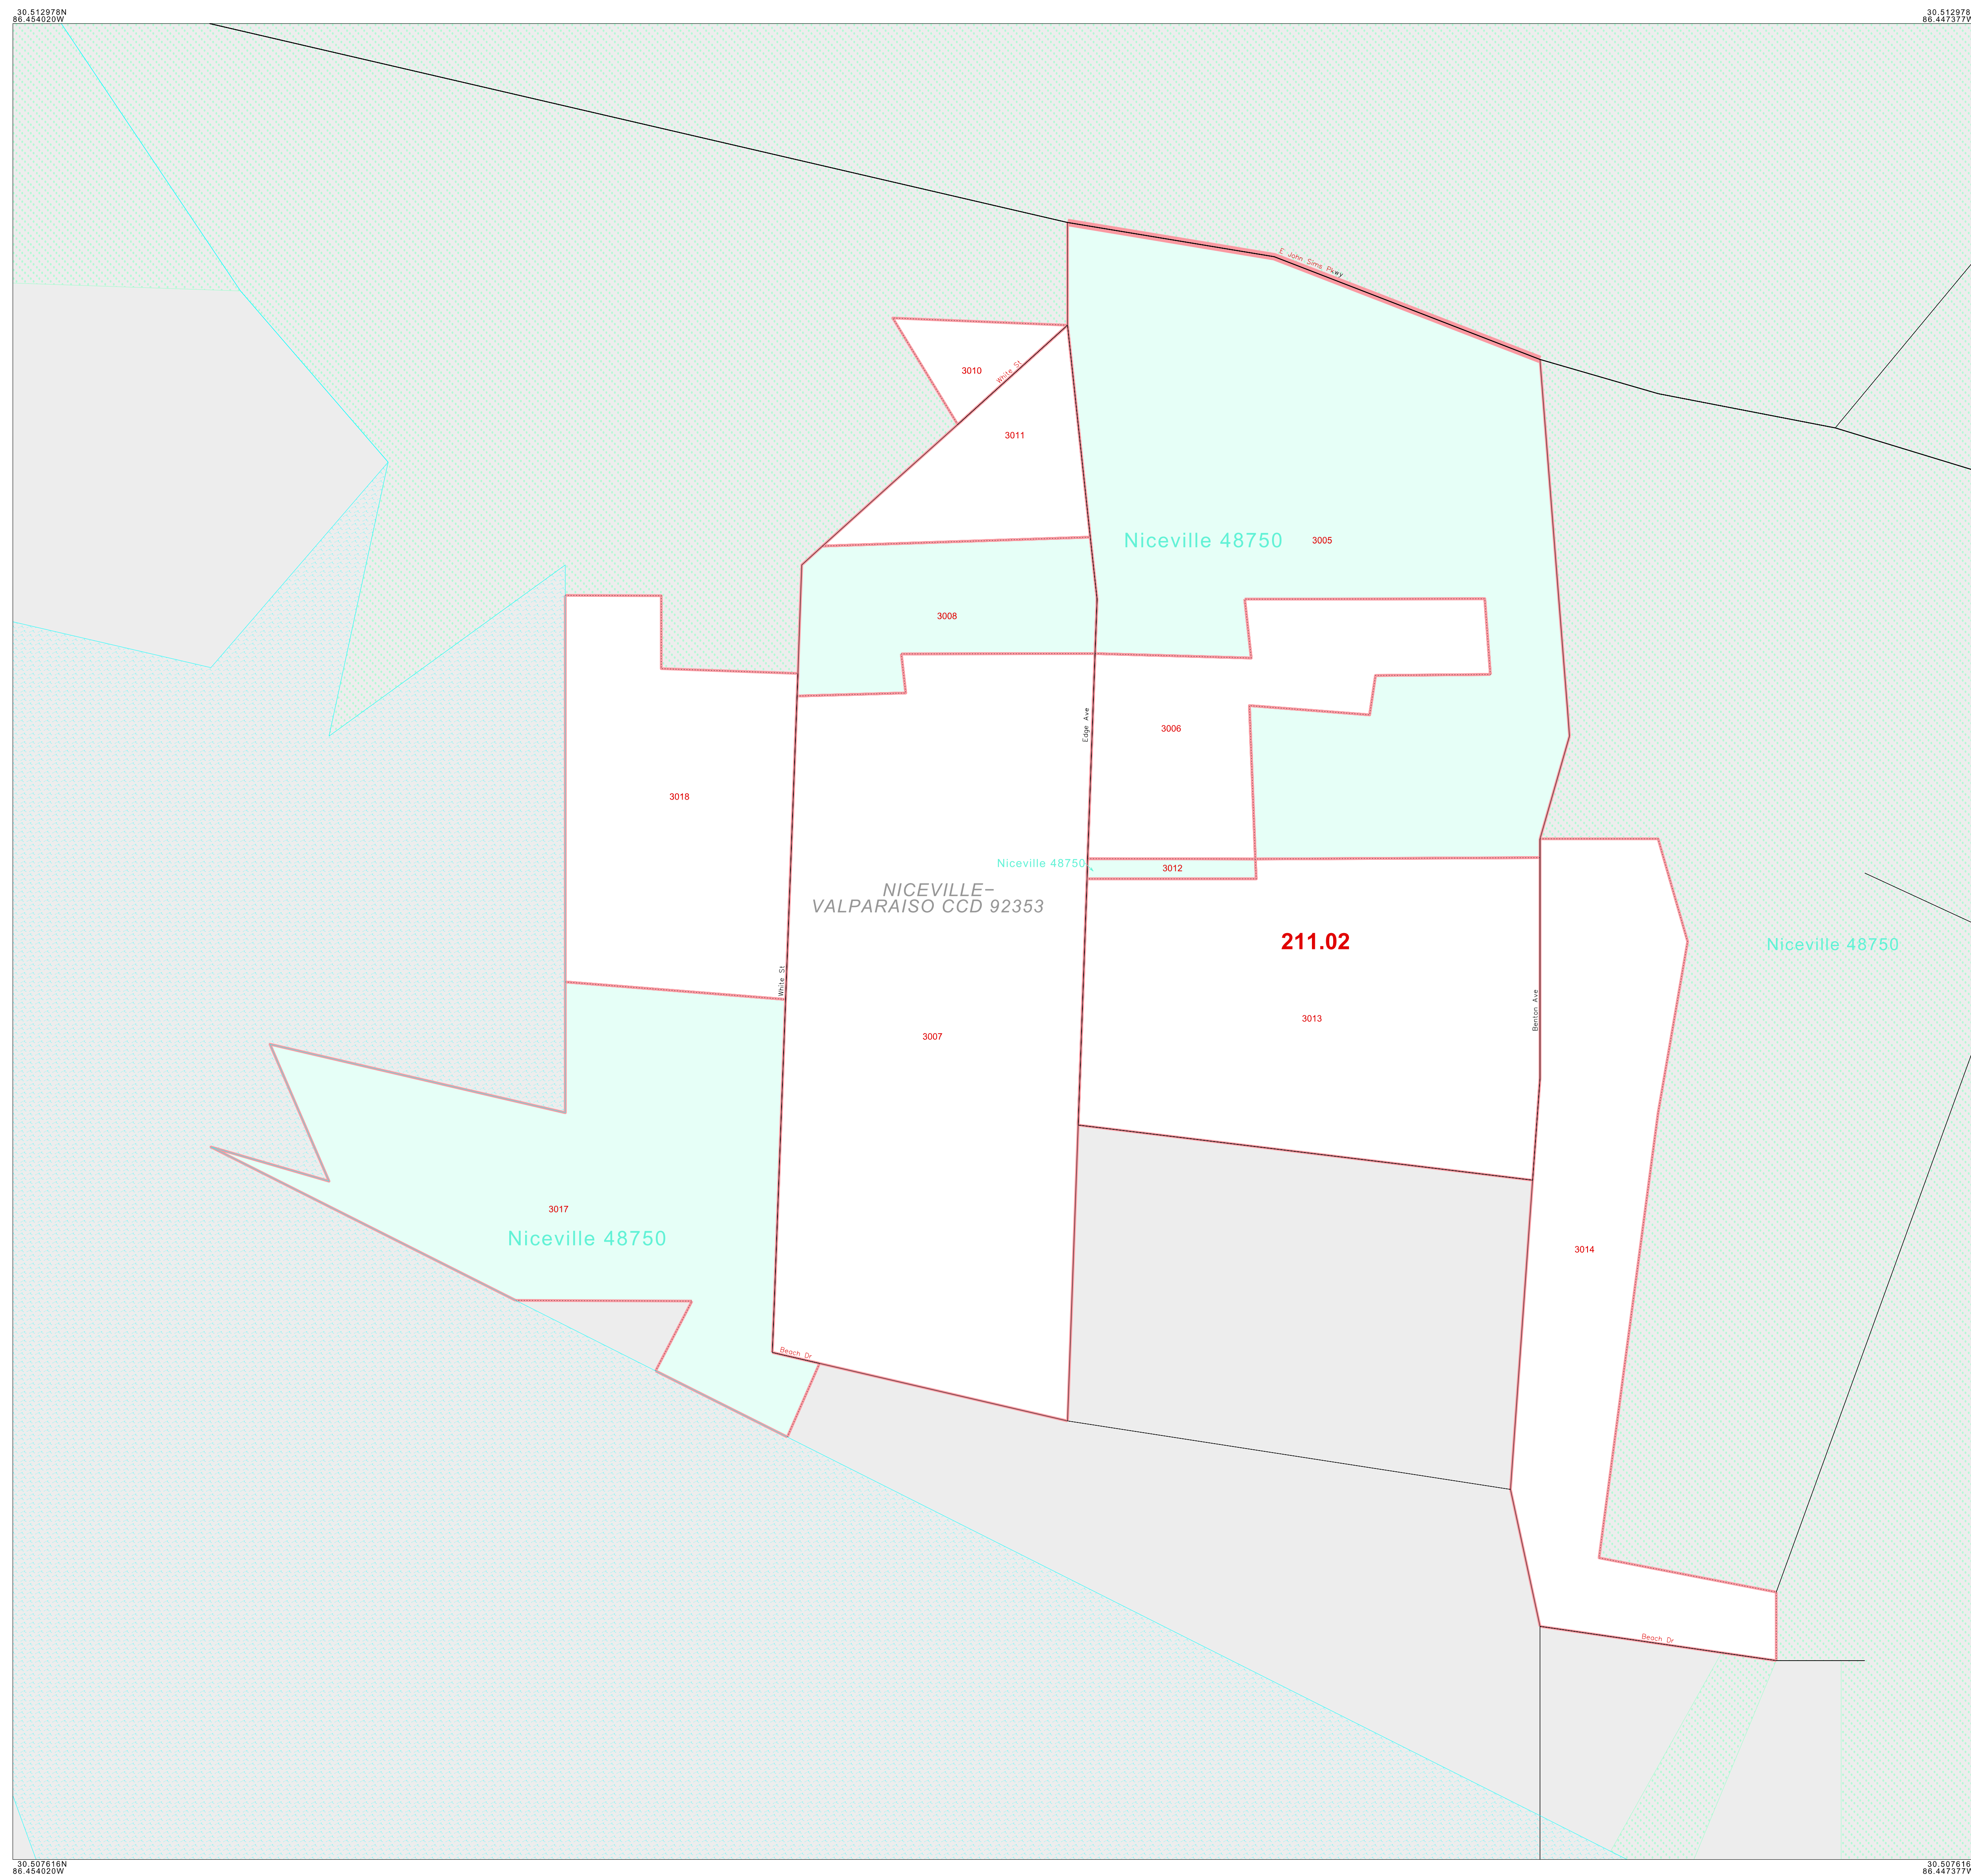 30.512978N
86.454020W
30.512978
86.447377W
E John Sims Pkwy
3010
White St
3011
Niceville 48750
3005
3008
Edge Ave
3006
3018
Niceville 48750
3012
NICEVILLE-
VALPARAISO CCD 92353
211.02
Niceville 48750
White St
Benton Ave
3013
3007
3017
Niceville 48750
3014
Beach Dr
Beach Dr
30.507616N
86.454020W
30.507616
86.447377W